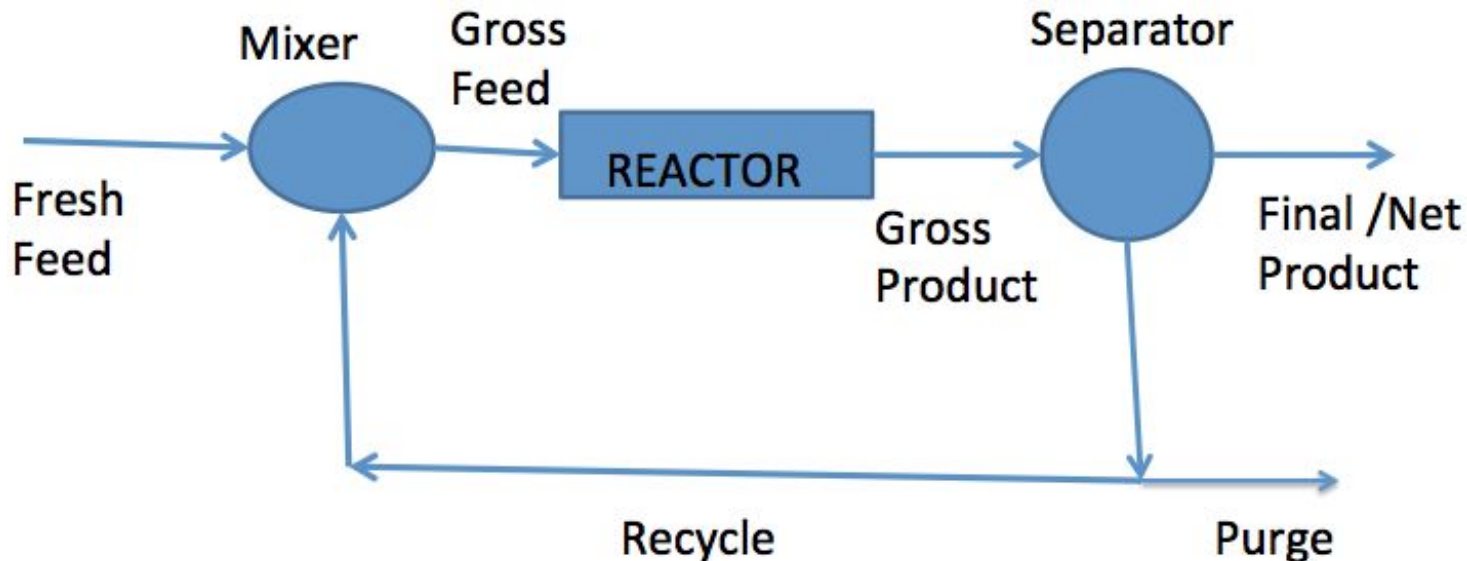 Mixer
Gross
Feed
Separator
REACTOR
Fresh
Feed
Gross
Product
Final /Net
Product
Recycle
Purge